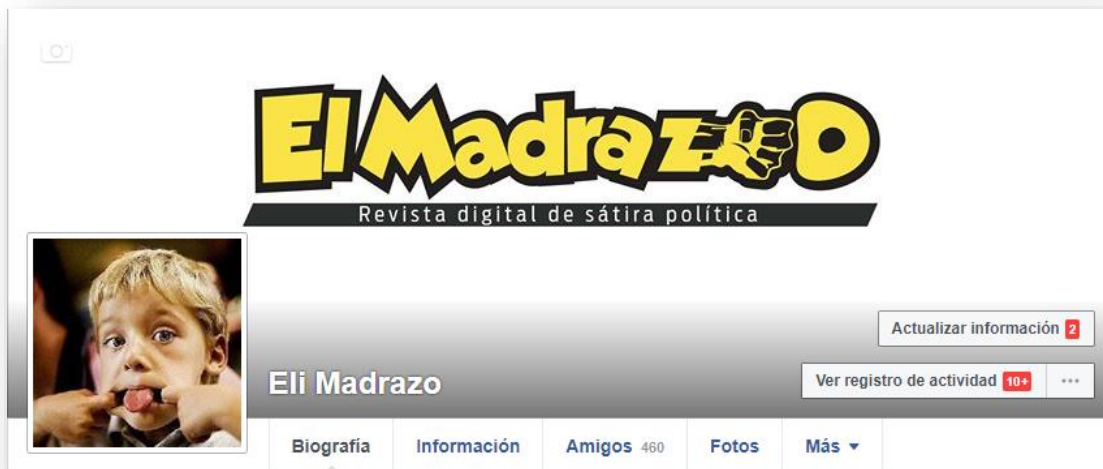 El Madrazo
Revista digital de sátira política
Actualizar información 2
Eli Madrazo
Ver registro de actividad 10+ ...
Biografía Información Amigos 460 Fotos Más